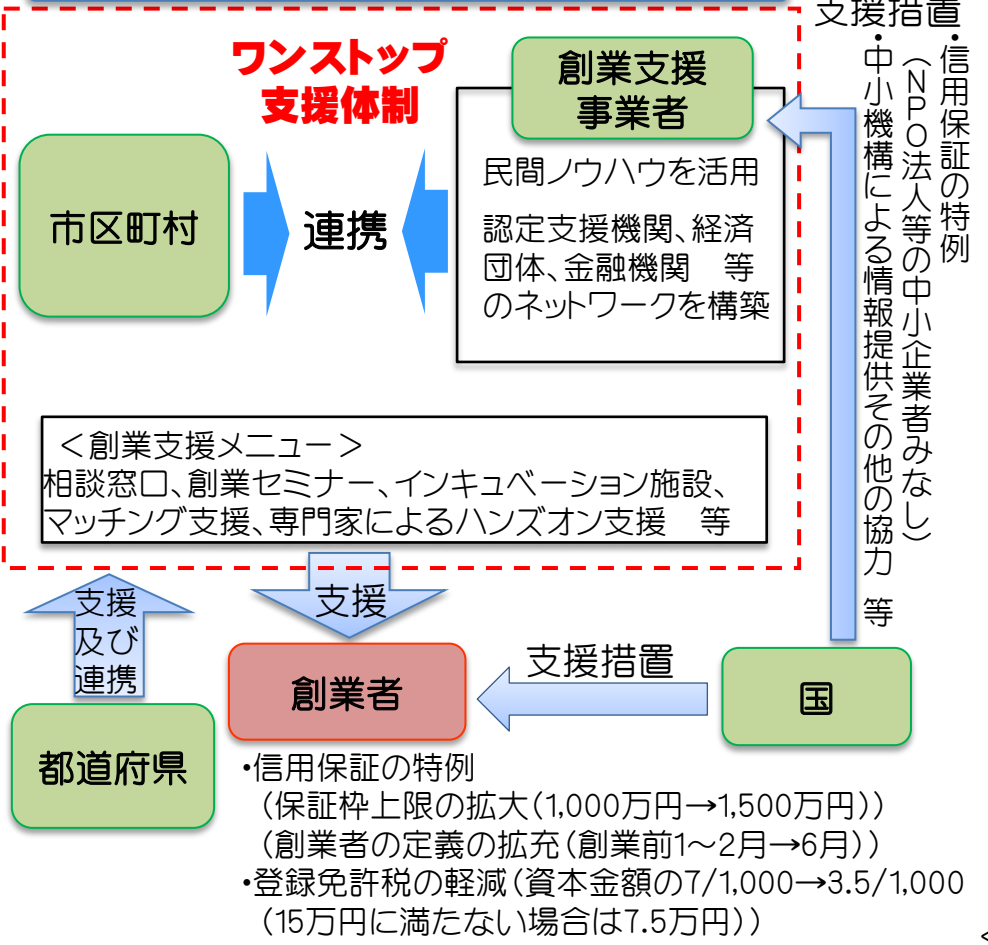 支援措置
・信用保証の特例
（NPO法人等の中小企業者みなし）
・中小機構による情報提供その他の協力 等
ワンストップ
支援体制
創業支援
事業者
市区町村
連携
民間ノウハウを活用
認定支援機関、経済
団体、金融機関　等
のネットワークを構築
＜創業支援メニュー＞
相談窓口、創業セミナー、インキュベーション施設、
マッチング支援、専門家によるハンズオン支援　等
支援
及び
連携
支援
支援措置
創業者
国
都道府県
・信用保証の特例
（保証枠上限の拡大(1,000万円→1,500万円)）
（創業者の定義の拡充（創業前1～2月→6月））
・登録免許税の軽減（資本金額の7/1,000→3.5/1,000
（15万円に満たない場合は7.5万円））
<